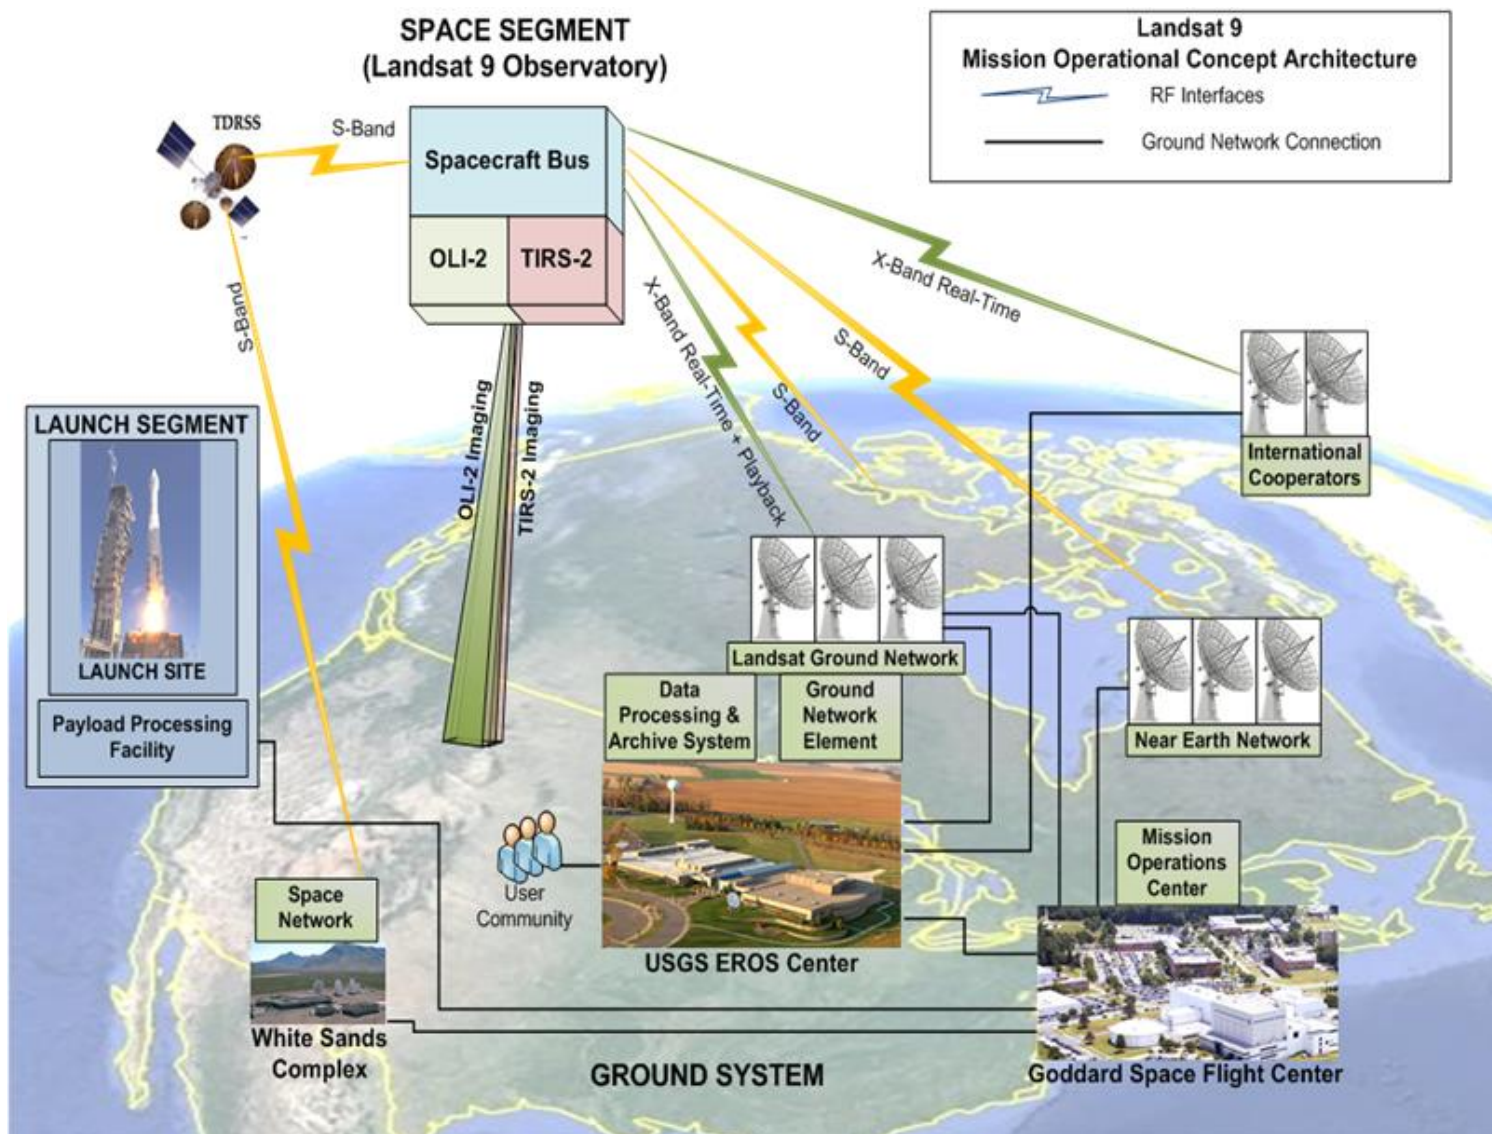 SPACE SEGMENT
(Landsat 9 Observatory)
Landsat 9
Mission Operational Concept Architecture
RF Interfaces
Ground Network Connection
TDRSS
S-Band
Spacecraft Bus
OLI-2
TIRS-2
S-Band
X-Band Real-Time + Playback
S-Band
S-Band
X-Band Real-Time
OLI-2 Imaging
TIRS-2 Imaging
LAUNCH SEGMENT
LAUNCH SITE
Payload Processing
Facility
International
Cooperators
Landsat Ground Network
Data
Processing &
Archive System
Ground
Network
Element
Near Earth Network
Mission
Operations
Center
User
Community
Space
Network
USGS EROS Center
White Sands
Complex
GROUND SYSTEM
Goddard Space Flight Center